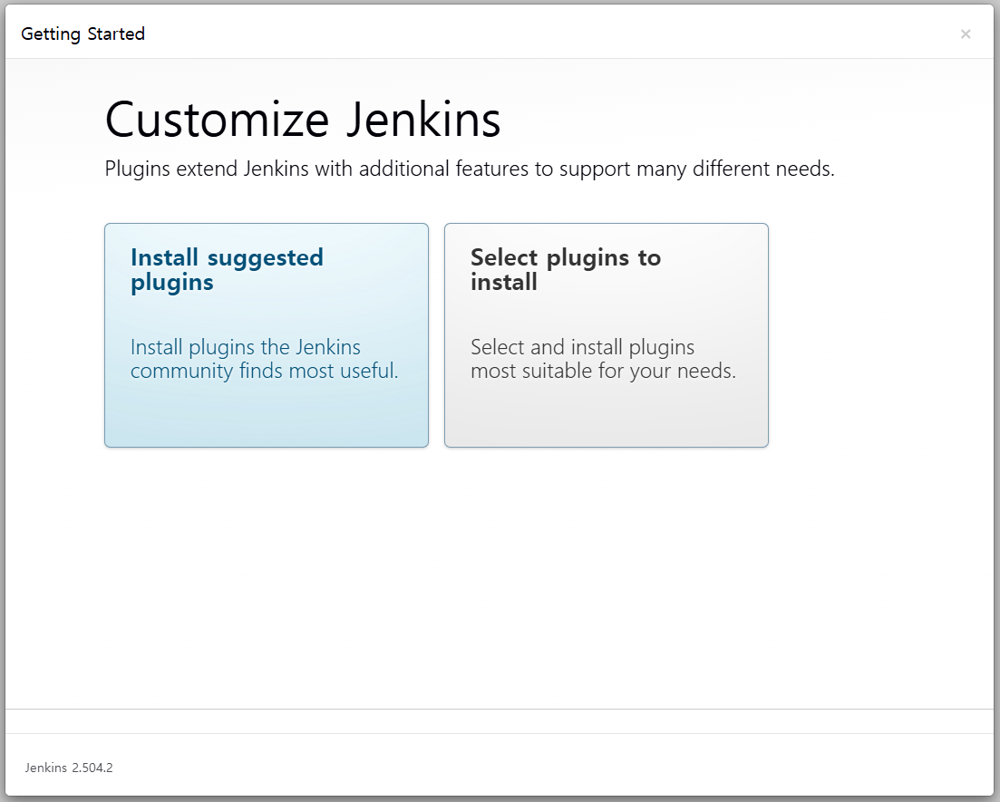 Getting Started
×
Customize Jenkins
Plugins extend Jenkins with additional features to support many different needs.
Install suggested
plugins
Install plugins the Jenkins
community finds most useful.
Select plugins to
install
Select and install plugins
most suitable for your needs.
Jenkins 2.504.2